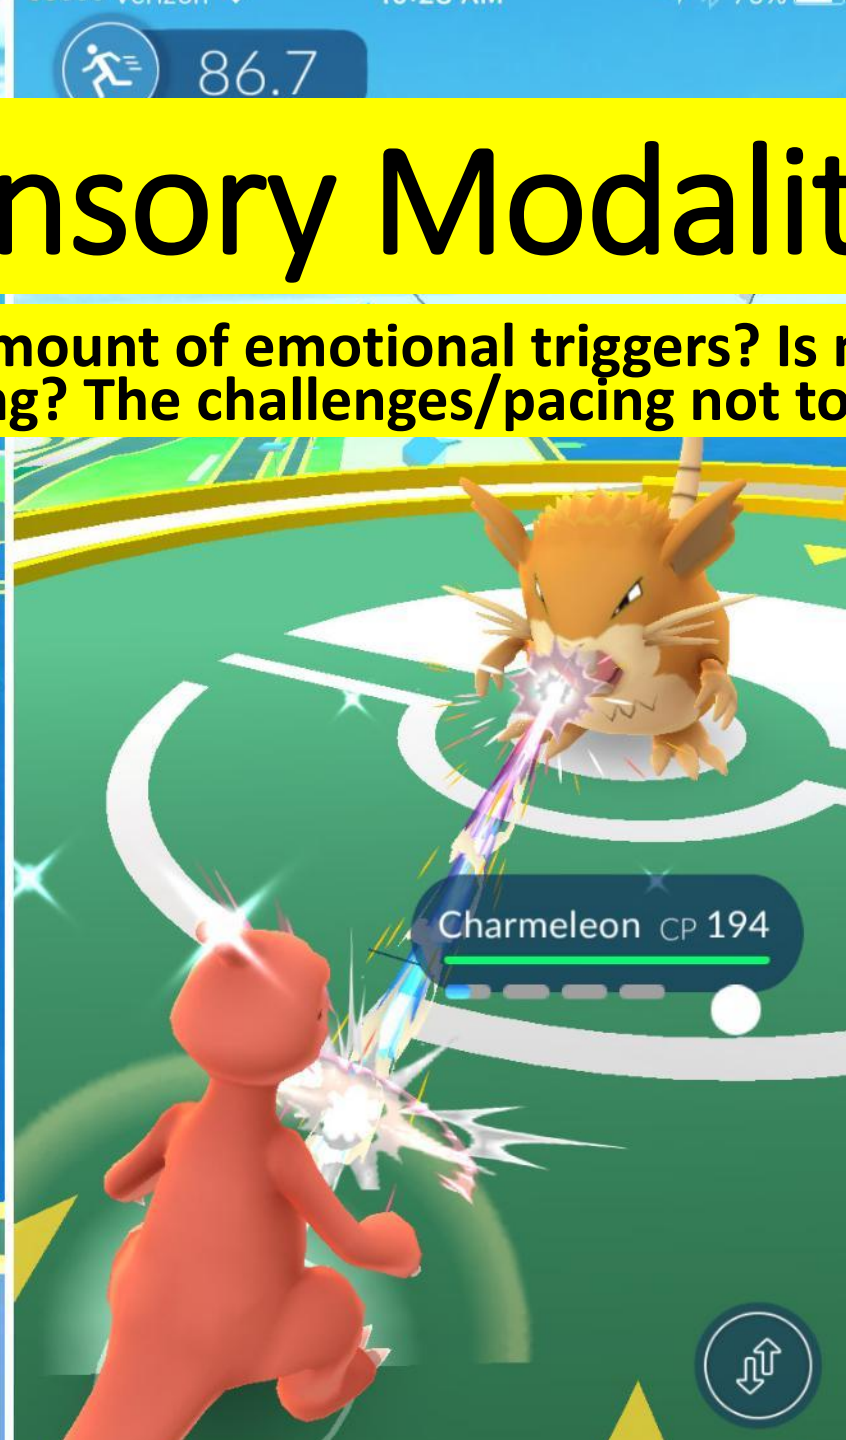 86.7
nsory Modalit
mount of emotional triggers? Is
ng? The challenges/pacing not to
Charmeleon CP 194